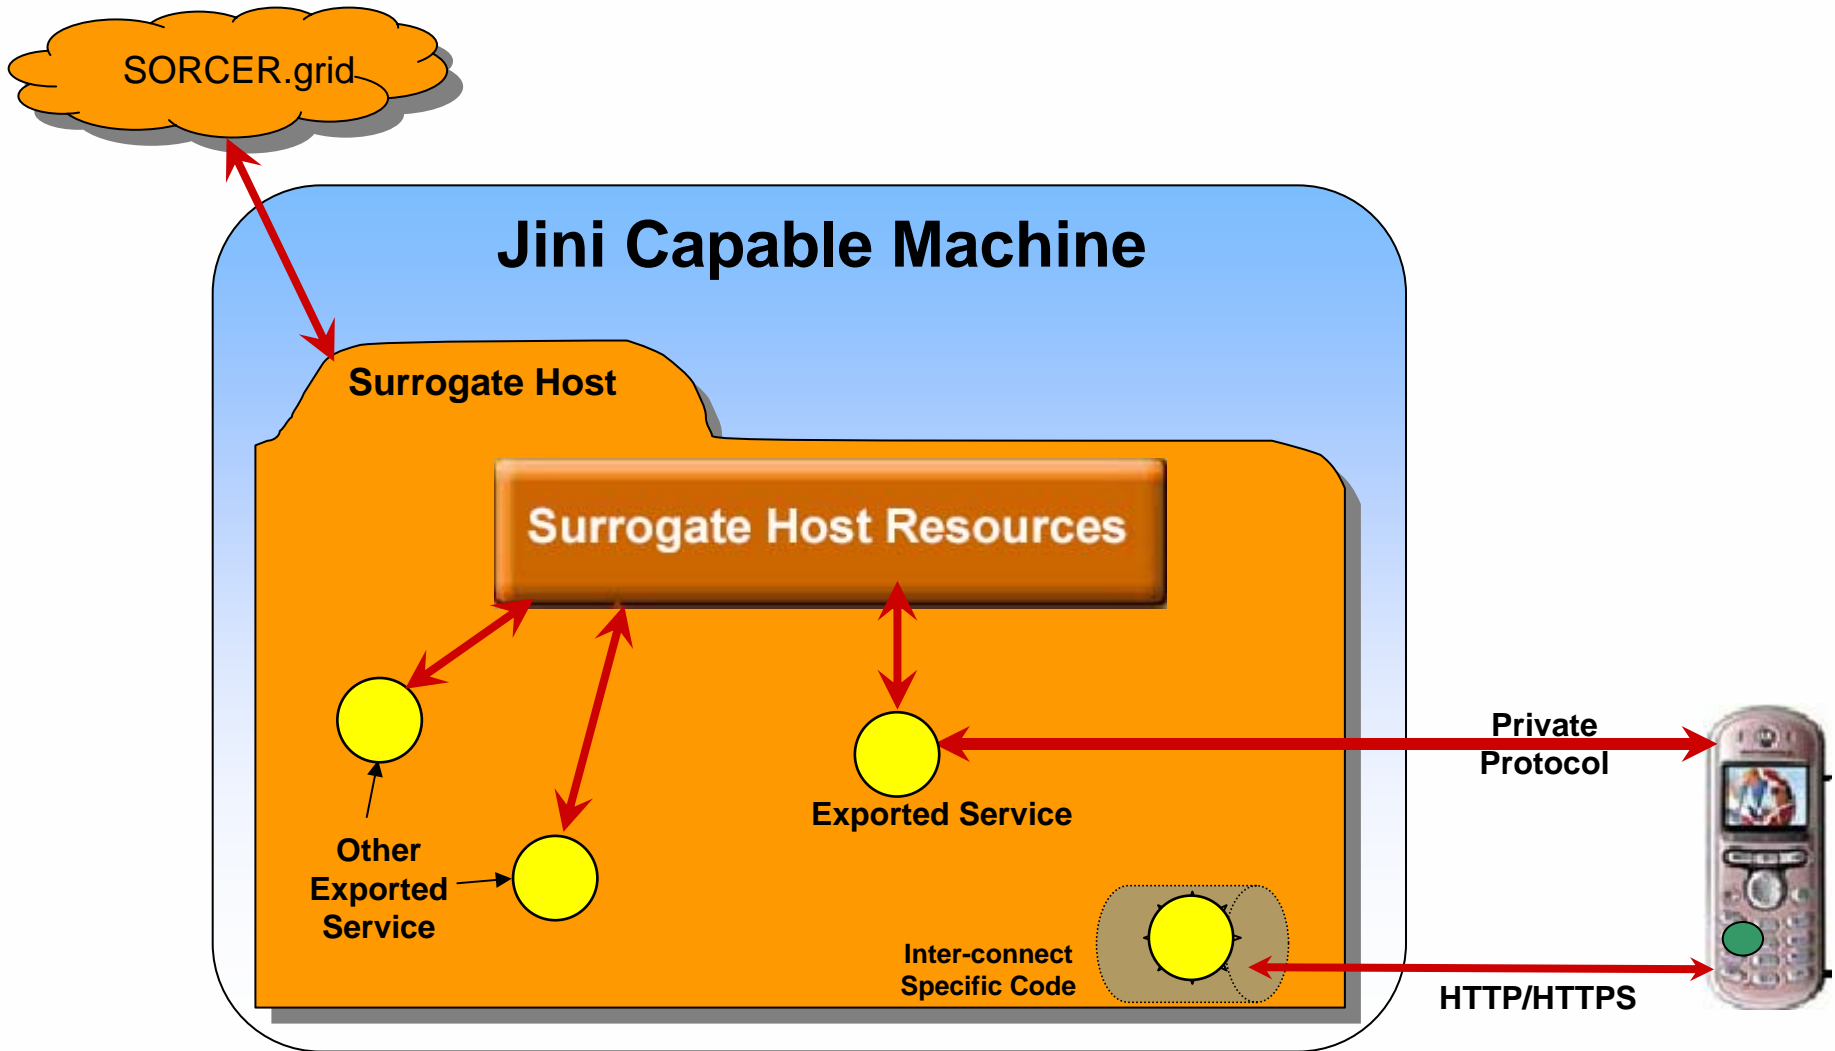 SORCER.grid
Jini Capable Machine
Surrogate Host
Surrogate Host Resources
Private
Protocol
Exported Service
Other
Exported
Service
Inter-connect
Specific Code
HTTP/HTTPS